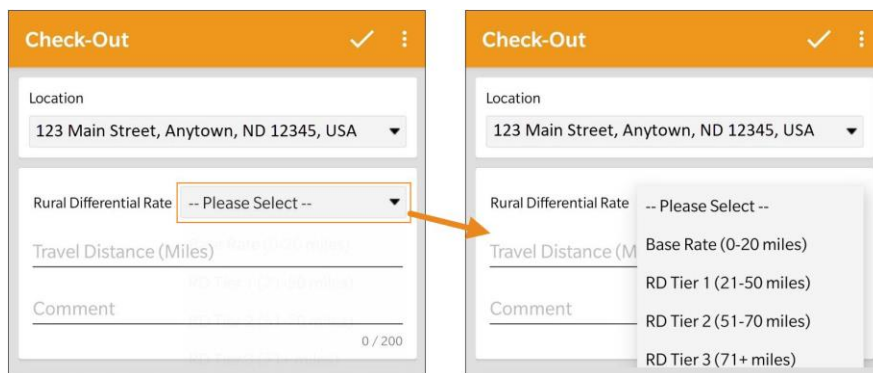 Check-Out
Location
123 Main Street, Anytown, ND 12345, USA
Rural Differential Rate -- Please Select --
Travel Distance (Miles)
Comment
0 / 200
Check-Out
Location
123 Main Street, Anytown, ND 12345, USA
Rural Differential Rate -- Please Select --
Base Rate (0-20 miles)
Travel Distance (M
RD Tier 1 (21-50 miles)
Comment
RD Tier 2 (51-70 miles)
RD Tier 3 (71+ miles)